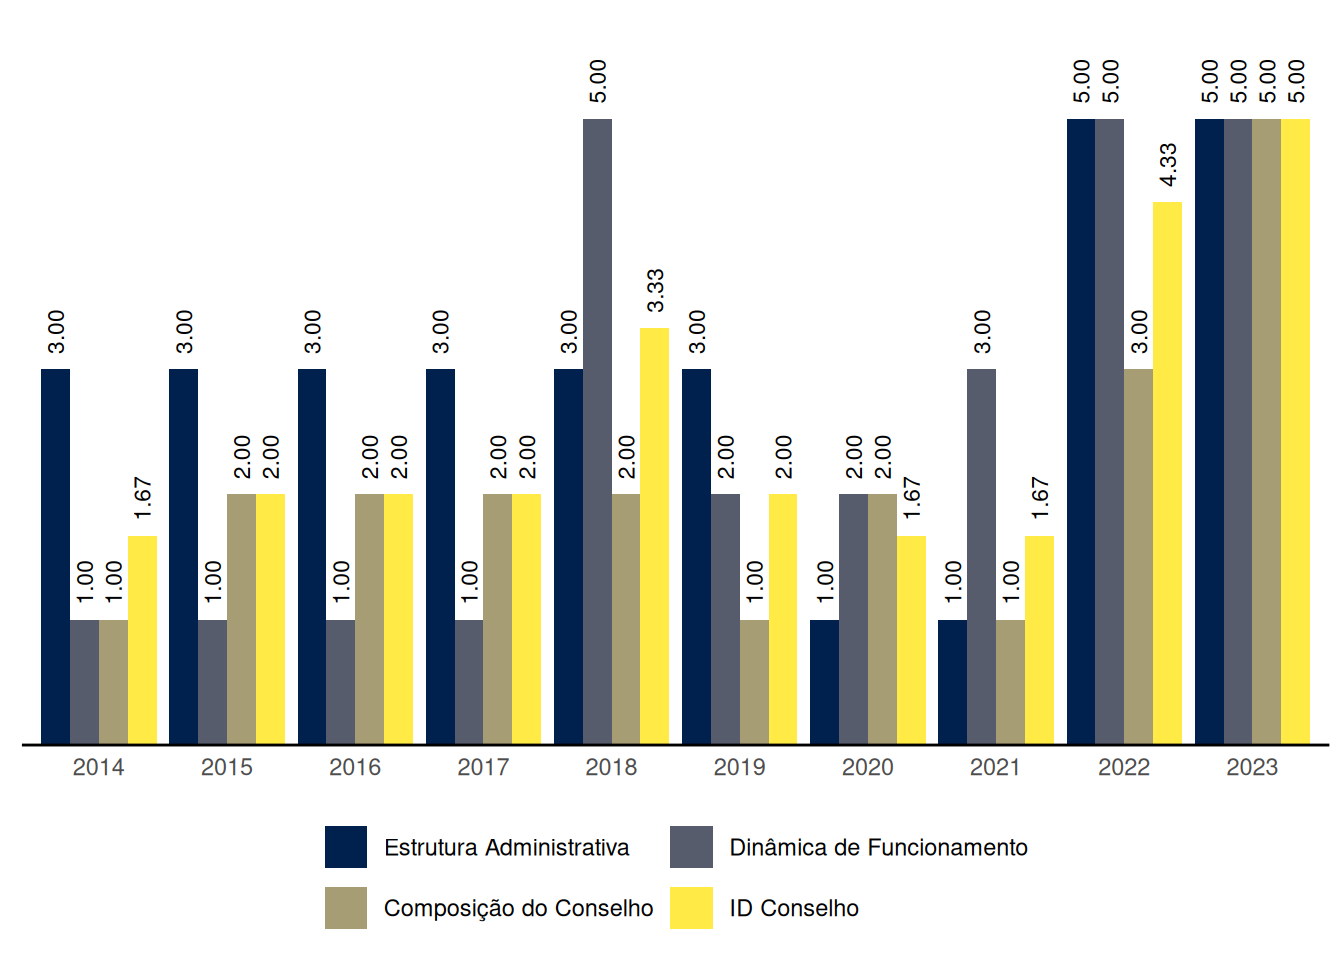 3.00 1.00 1.00 1.67
3.00 1.00 2.00 2.00
3.00 1.00 2.00 2.00
3.00 1.00 2.00 2.00
3.00 5.00 2.00 3.33
3.00 2.00 1.00 2.00
1.00 2.00 2.00 1.67
1.00 3.00 1.00 1.67
5.00 5.00 3.00 4.33
5.00 5.00 5.00 5.00
2014 2015 2016 2017 2018 2019 2020 2021 2022 2023
Estrutura Administrativa Dinâmica de Funcionamento
Composição do Conselho ID Conselho